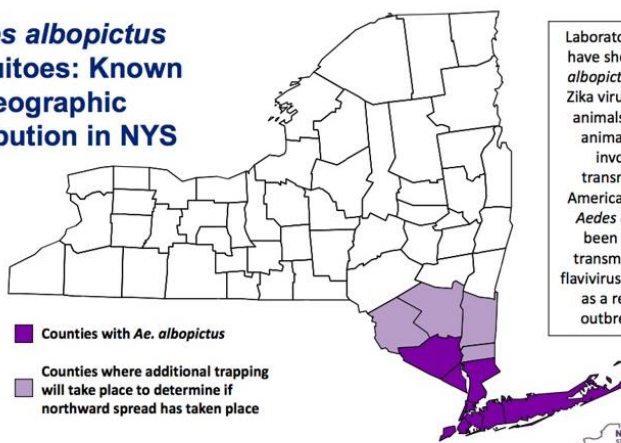 es albopictus
uitoes: Known
eographic
bution in NYS
Laborato
have sho
albopict
Zika viru
animals
anima
invo
transm
America
Aedes
been
transm
flavivirus
as a re
outbre
Counties with Ae. albopictus
Counties where additional trapping
will take place to determine if
northward spread has taken place
N